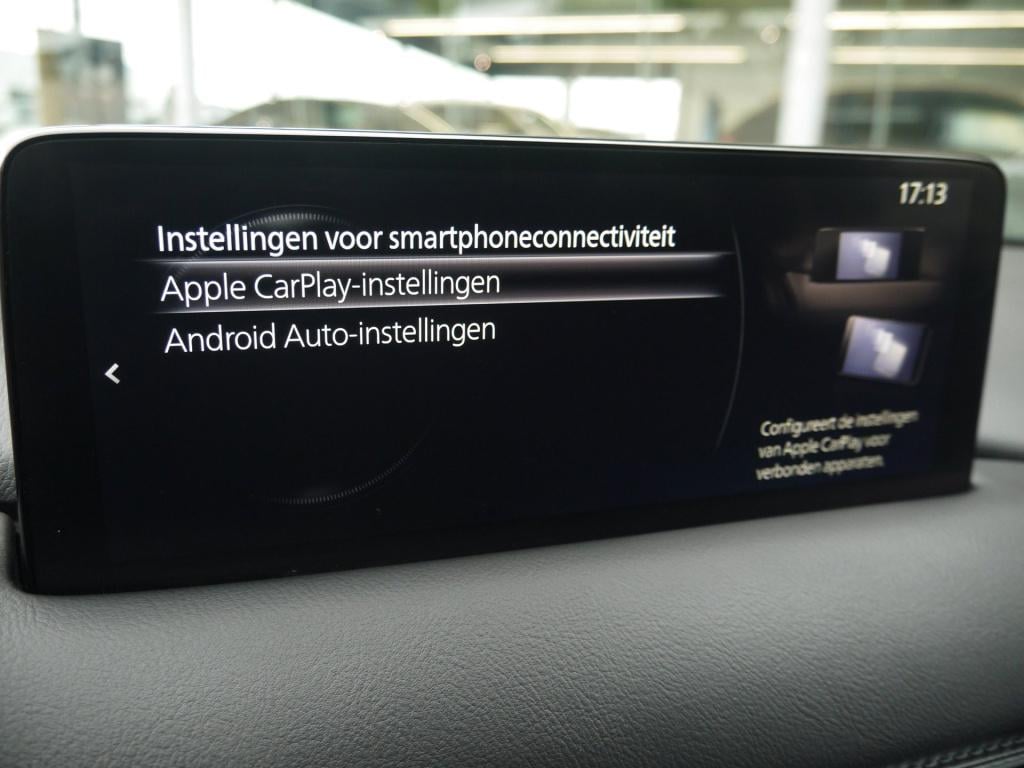 17:13
Instellingen voor smartphoneconnectiviteit
Apple CarPlay-instellingen
Android Auto-instellingen
Configureert de instellingen
van Apple CarPlay voor
verbonden apparaten.